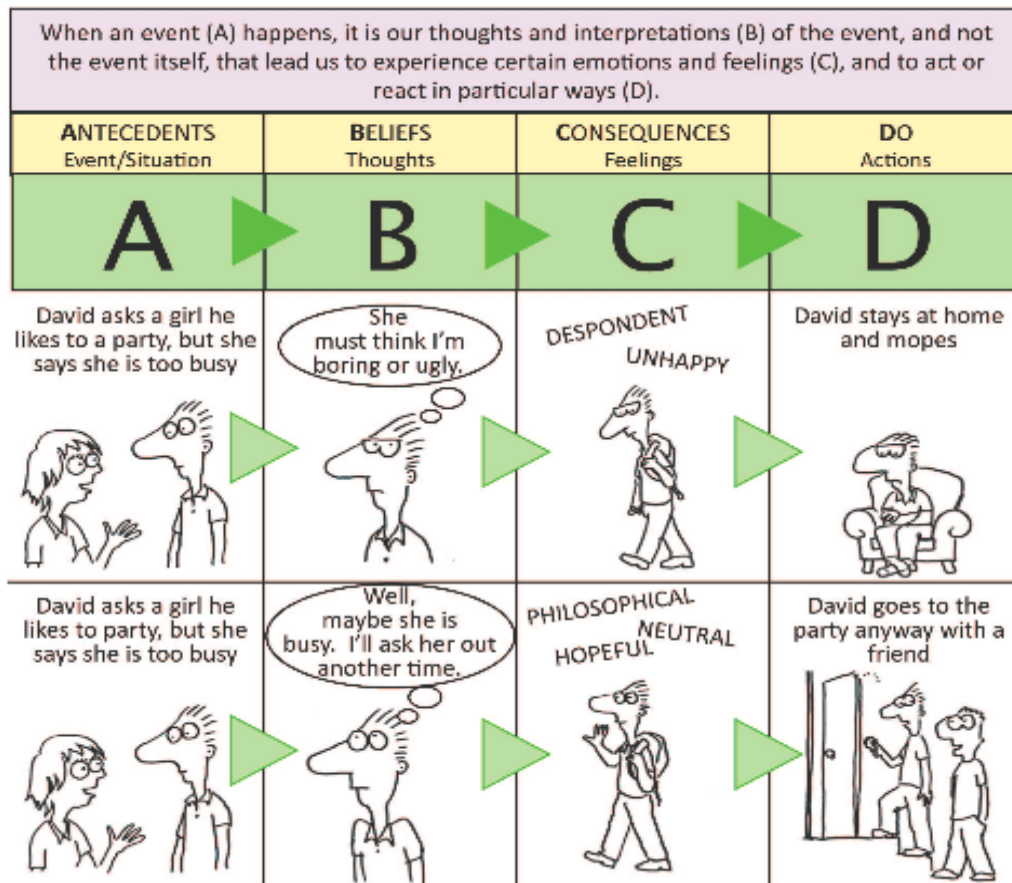 When an event (A) happens, it is our thoughts and interpretations (B) of the event, and not
the event itself, that lead us to experience certain emotions and feelings (C), and to act or
react in particular ways (D).
ANTECEDENTS
Event/Situation
BELIEFS
Thoughts
CONSEQUENCES
Feelings
DO
Actions
A
B
C
D
David asks a girl he
likes to a party, but she
says she is too busy
She
must think I'm
boring or ugly.
DESPONDENT
UNHAPPY
David stays at home
and mopes
David asks a girl he
likes to party, but she
says she is too busy
Well,
maybe she is
busy. I'll ask her out
another time.
PHILOSOPHICAL
NEUTRAL
HOPEFUL
David goes to the
party anyway with a
friend